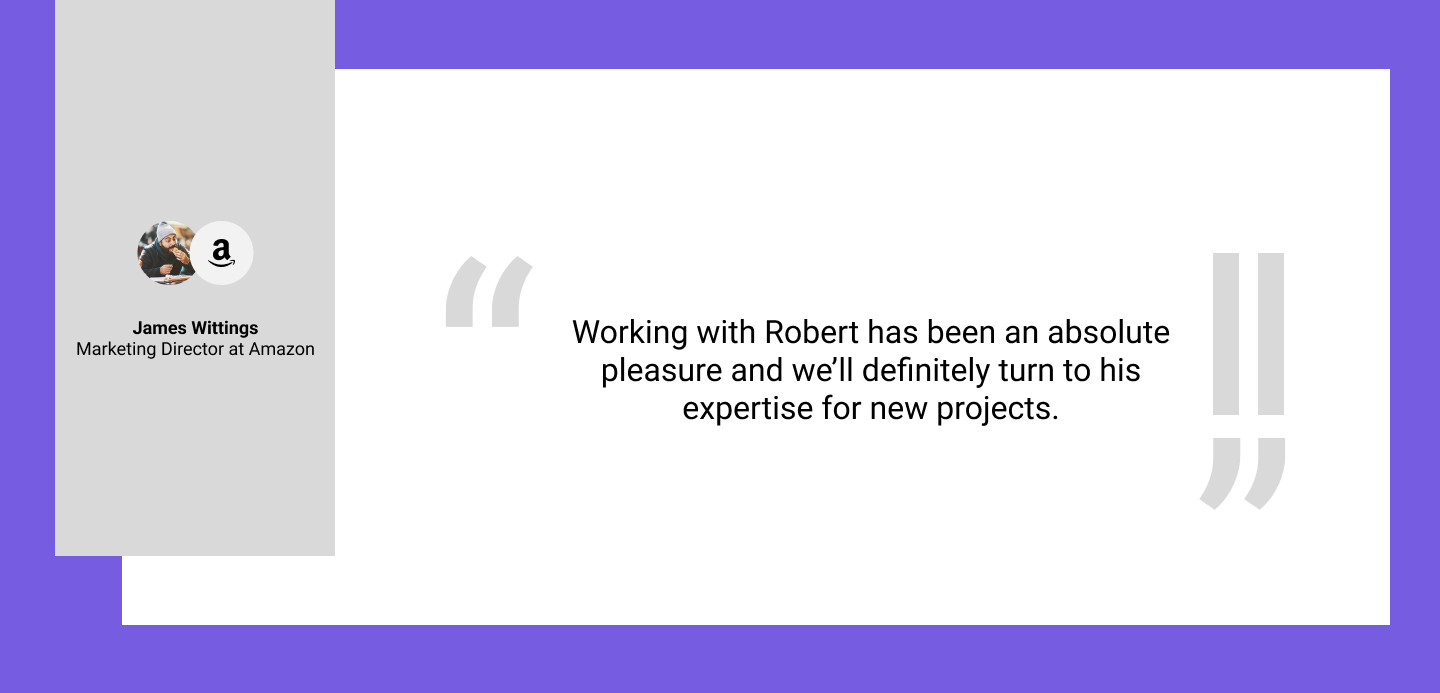 a
James Wittings
Marketing Director at Amazon
“
Working with Robert has been an absolute
pleasure and we’ll definitely turn to his
expertise for new projects.
”